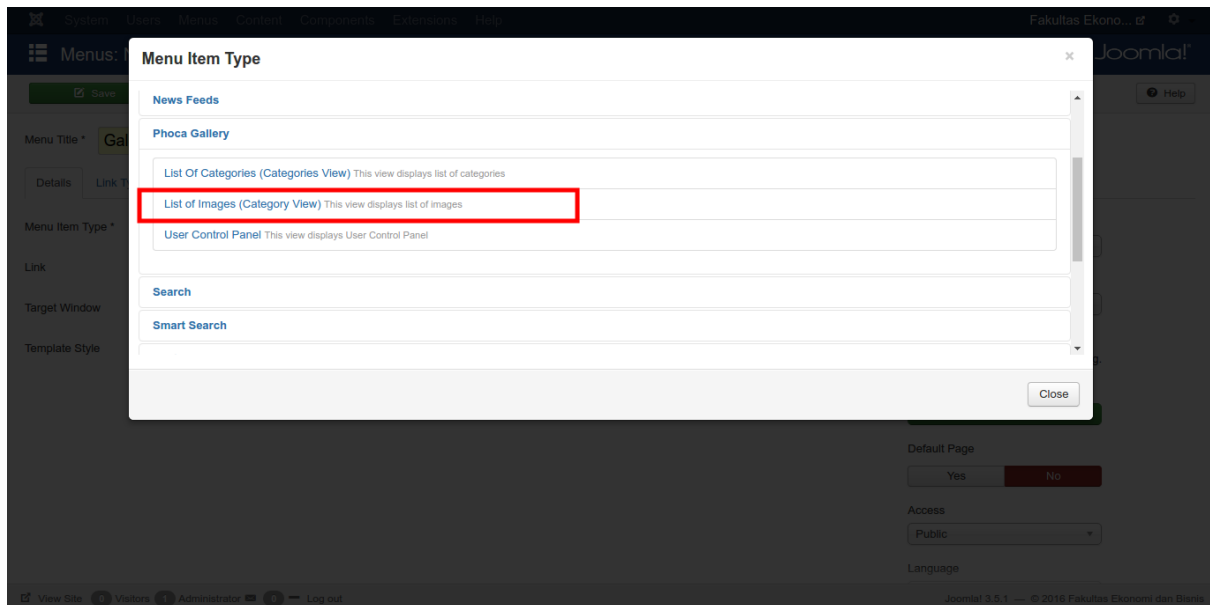 System Users Menus Content Components Extensions Help Fakultas Ekono...
Menus: Joomla!
Menu Item Type ×
Save Help
News Feeds
Menu Title * Gal
Phoca Gallery
List Of Categories (Categories View) This view displays list of categories
Details Link T
List of Images (Category View) This view displays list of images
Menu Item Type *
User Control Panel This view displays User Control Panel
Link
Search
Target Window
Smart Search
Template Style
g.
Close
Default Page
Yes No
Access
Public
Language
View Site 0 Visitors 1 Administrator 0 Log out Joomla! 3.5.1 — © 2016 Fakultas Ekonomi dan Bisnis